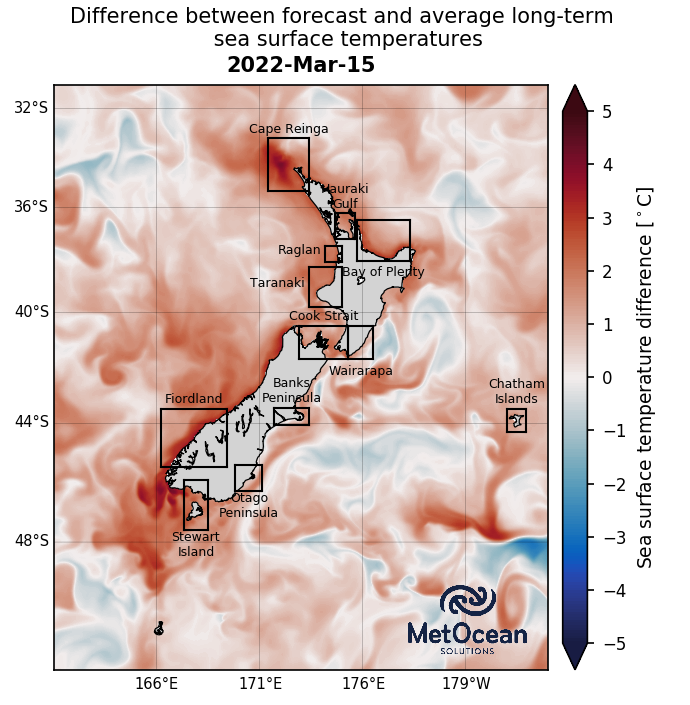 Difference between forecast and average long-term
sea surface temperatures
2022-Mar-15
32°S
36°S
40°S
44°S
48°S
Cape Reinga
Hauraki
Gulf
Raglan
Bay of Plenty
Taranaki
Cook Strait
Wairarapa
Banks
Peninsula
Fiordland
Chatham
Islands
Otago
Peninsula
Stewart
Island
MetOcean
SOLUTIONS
166°E
171°E
176°E
179°W
5
4
3
2
1
0
−1
−2
−3
−4
−5
Sea surface temperature difference [°C]